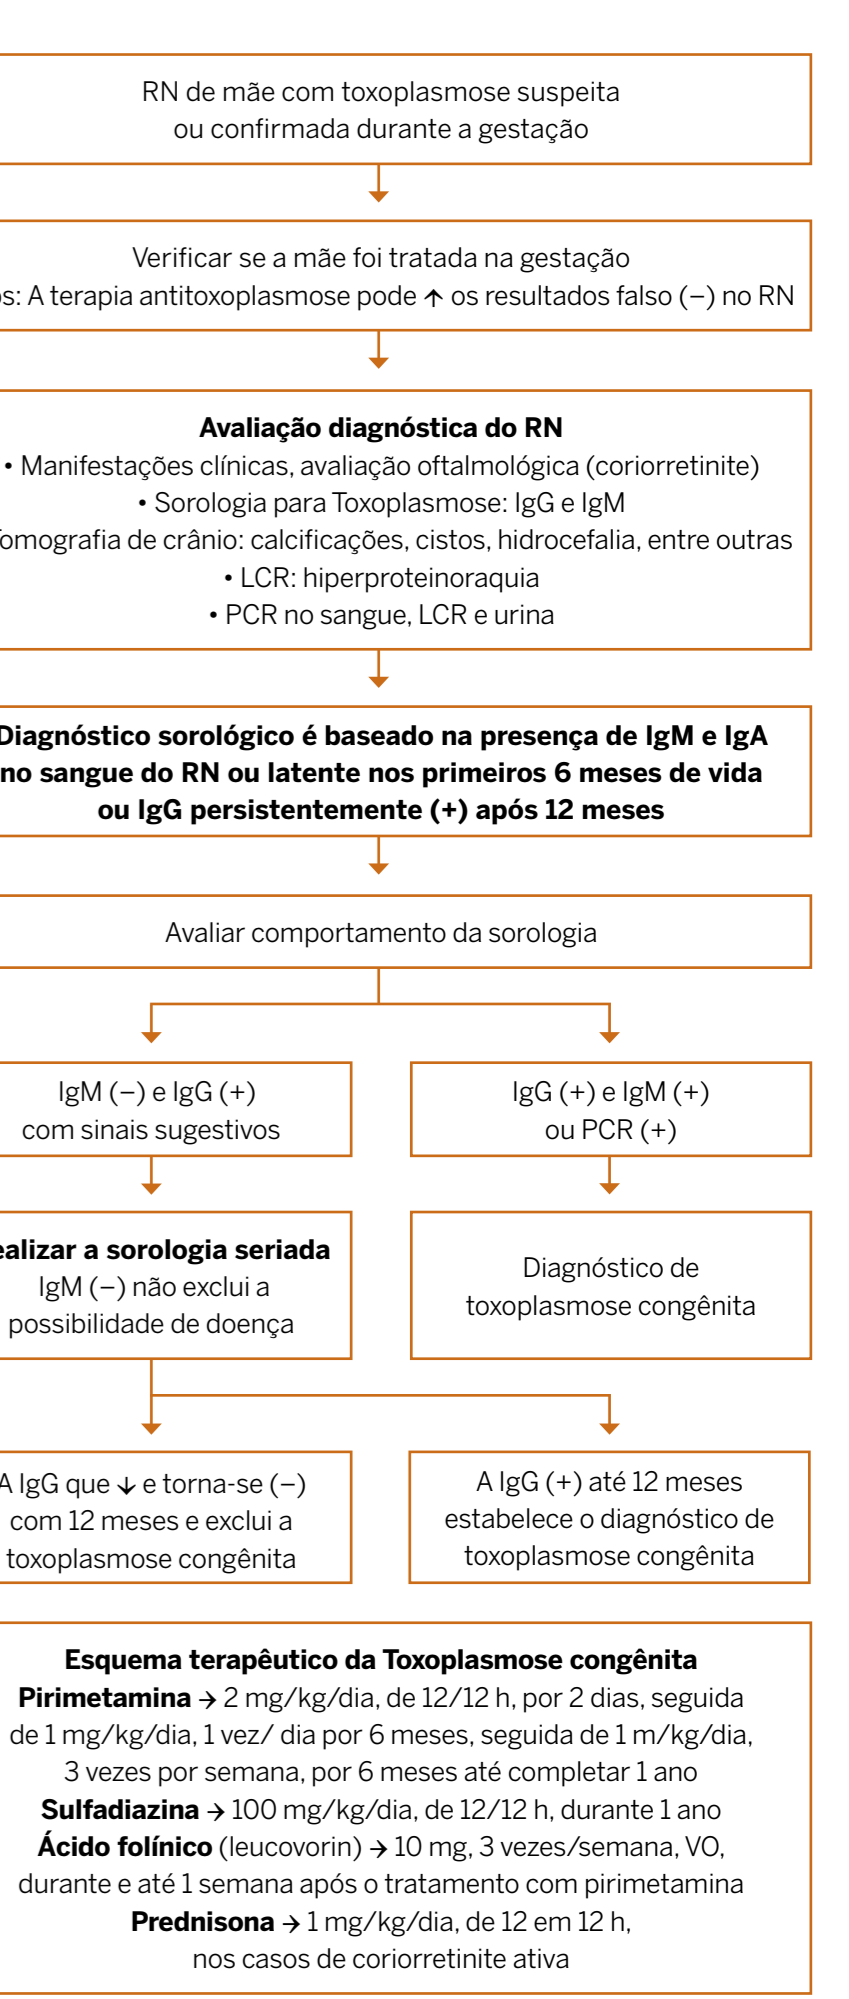 RN de mãe com toxoplasmose suspeita
ou confirmada durante a gestação
Verificar se a mãe foi tratada na gestação
A terapia antitoxoplasmose pode ↑ os resultados falso (–) no RN
Avaliação diagnóstica do RN
• Manifestações clínicas, avaliação oftalmológica (coriorretinite)
• Sorologia para Toxoplasmose: IgG e IgM
de crânio: calcificações, cistos, hidrocefalia, entre outras
• LCR: hiperproteinoraquia
• PCR no sangue, LCR e urina
Diagnóstico sorológico é baseado na presença de IgM e IgA
no sangue do RN ou latente nos primeiros 6 meses de vida
ou IgG persistentemente (+) após 12 meses
Avaliar comportamento da sorologia
IgM (–) e IgG (+)
com sinais sugestivos
IgG (+) e IgM (+)
ou PCR (+)
a sorologia seriada
IgM (–) não exclui a
possibilidade de doença
Diagnóstico de
toxoplasmose congênita
A IgG que ↓ e torna-se (–)
com 12 meses e exclui a
toxoplasmose congênita
A IgG (+) até 12 meses
estabelece o diagnóstico de
toxoplasmose congênita
Esquema terapêutico da Toxoplasmose congênita
Pirimetamina → 2 mg/kg/dia, de 12/12 h, por 2 dias, seguida
de 1 mg/kg/dia, 1 vez/ dia por 6 meses, seguida de 1 m/kg/dia,
3 vezes por semana, por 6 meses até completar 1 ano
Sulfadiazina → 100 mg/kg/dia, de 12/12 h, durante 1 ano
Ácido folínico (leucovorin) → 10 mg, 3 vezes/semana, VO,
durante e até 1 semana após o tratamento com pirimetamina
Prednisona → 1 mg/kg/dia, de 12 em 12 h,
nos casos de coriorretinite ativa